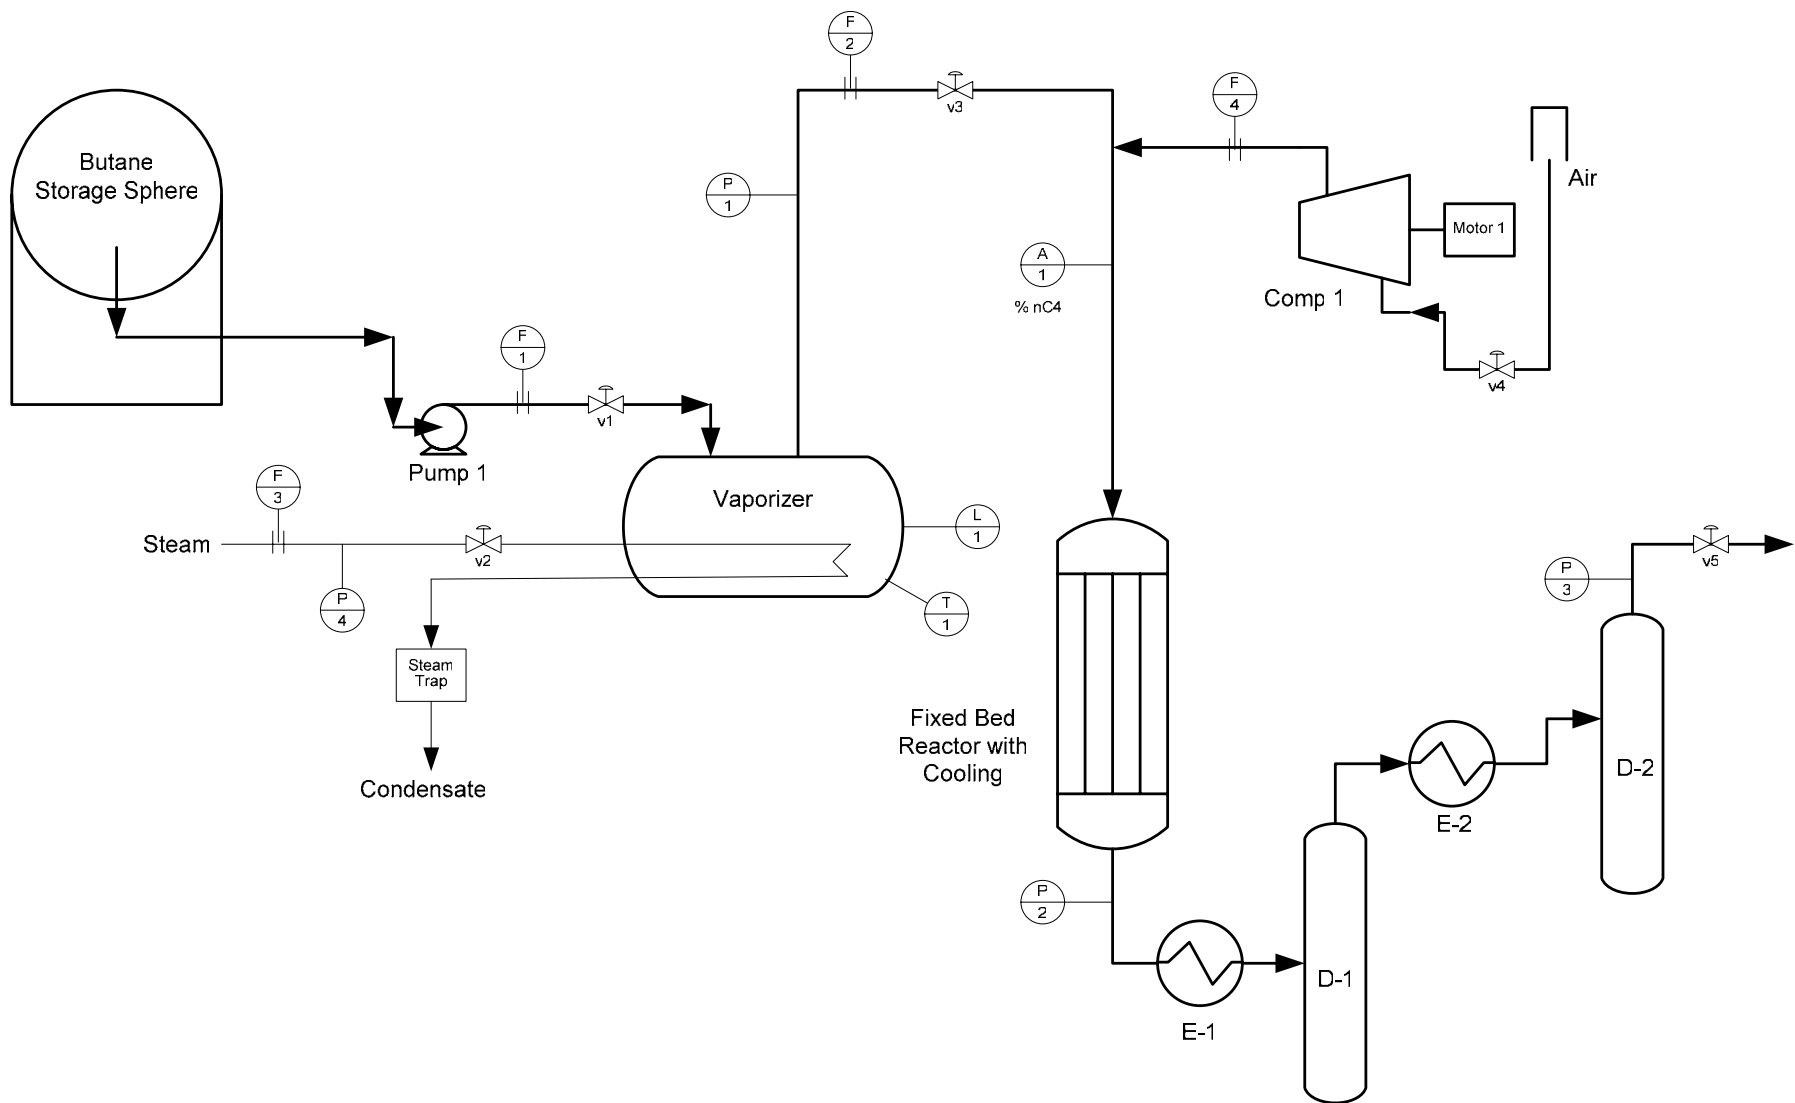 F
2
F
4
v3
Butane
Storage Sphere
Air
P
1
Motor 1
A
1
% nC4
Comp 1
F
1
v4
v1
Pump 1
F
3
Vaporizer
L
1
Steam
v2
P
4
T
1
P
3
v5
Steam
Trap
Condensate
Fixed Bed
Reactor with
Cooling
D-2
E-2
P
2
D-1
E-1